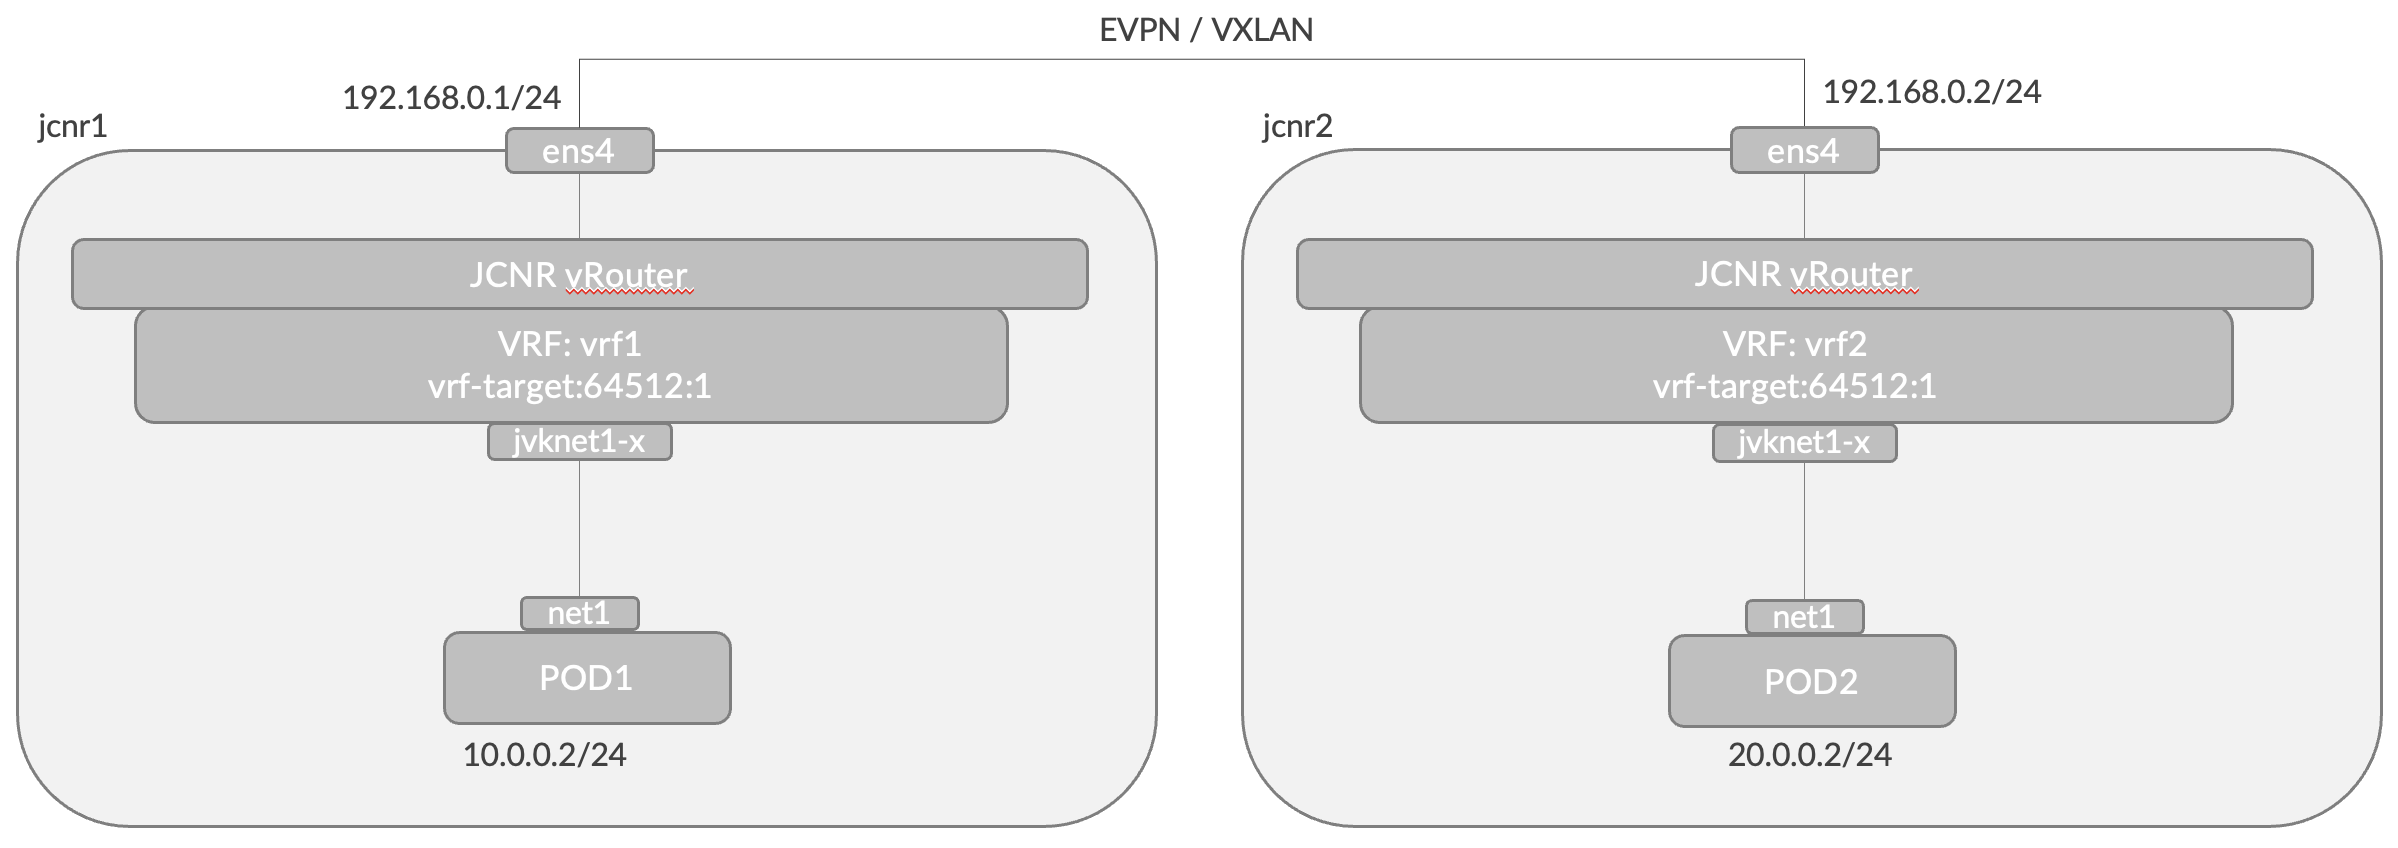 EVPN / VXLAN
192.168.0.1/24
192.168.0.2/24
jcnr1
jcnr2
ens4
ens4
JCNR vRouter
JCNR vRouter
VRF: vrf1
vrf-target:64512:1
VRF: vrf2
vrf-target:64512:1
jvknet1-x
jvknet1-x
net1
net1
POD1
POD2
10.0.0.2/24
20.0.0.2/24